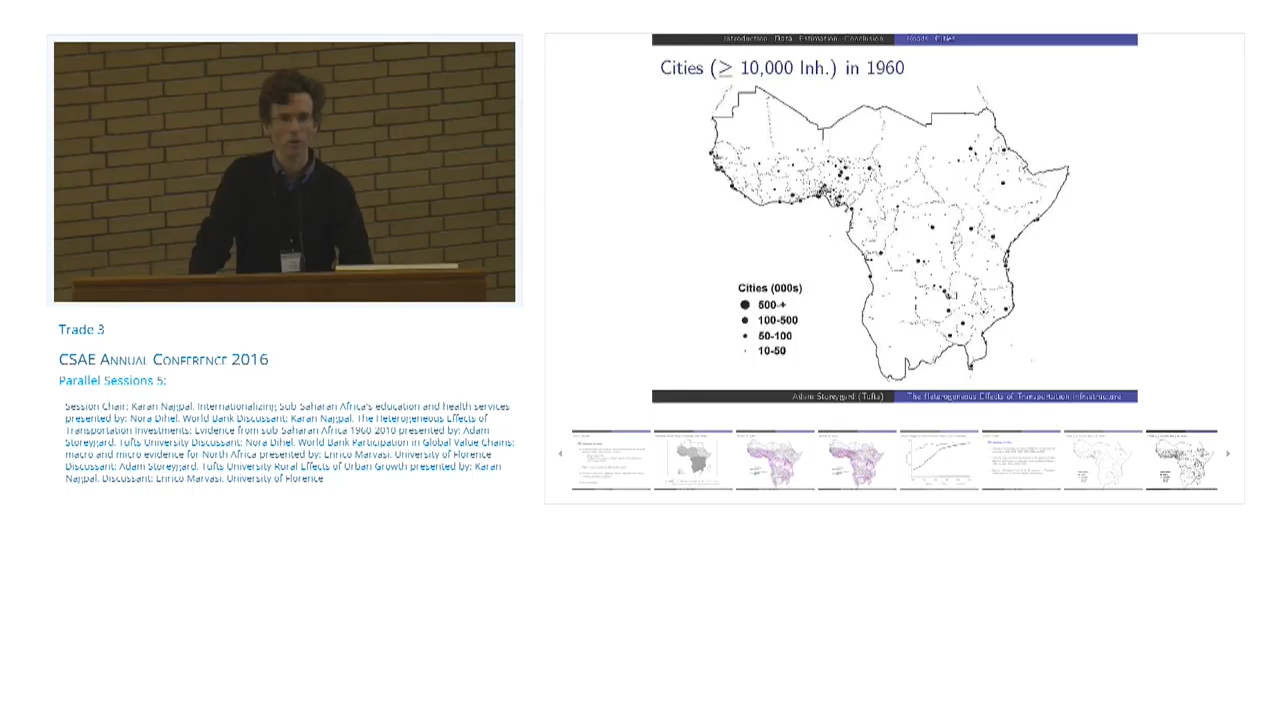 Introduction Data Estimation Conclusion Roads Cities
Cities (≥ 10,000 Inh.) in 1960
Cities (000s)
500-+
100-500
50-100
10-50
Adam Storeygard (Tufts) The Heterogeneous Effects of Transportation Infrastructure
Trade 3
CSAE Annual Conference 2016
Parallel Sessions 5:
Session Chair: Karan Nagpal. Internationalizing Sub Saharan Africa's education and health services
presented by: Nora Dihel. World Bank Discussant: Karan Nagpal. The Heterogeneous Effects of
Transportation Investments: Evidence from sub Saharan Africa 1960 2010 presented by: Adam
Storeygard. Tufts University Discussant: Nora Dihel. World Bank Participation in Global Value Chains:
macro and micro evidence for North Africa presented by: Enrico Marvasi. University of Florence
Discussant: Adam Storeygard. Tufts University Rural Effects of Urban Growth presented by: Karan
Nagpal. Discussant: Enrico Marvasi. University of Florence